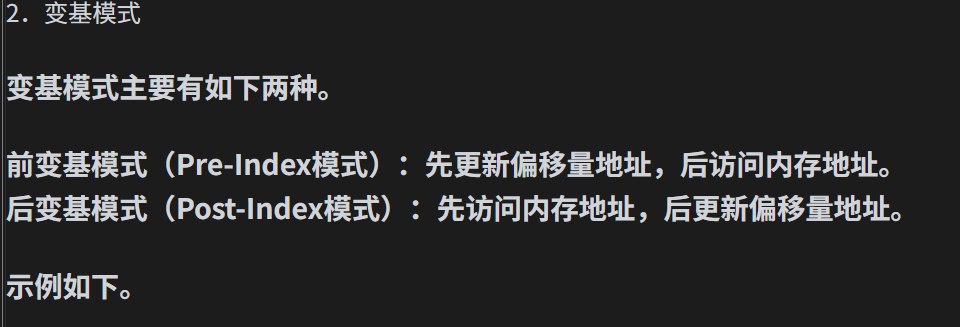 2．变基模式
变基模式主要有如下两种。
前变基模式（Pre-Index模式）：先更新偏移量地址，后访问内存地址。
后变基模式（Post-Index模式）：先访问内存地址，后更新偏移量地址。
示例如下。